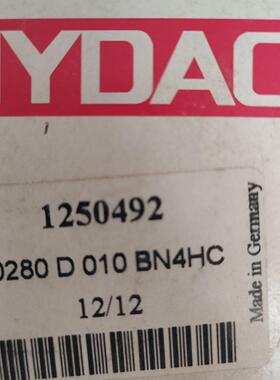 YDAC
1250492
0280 D 010 BN4HC
12/12
Made in Germany